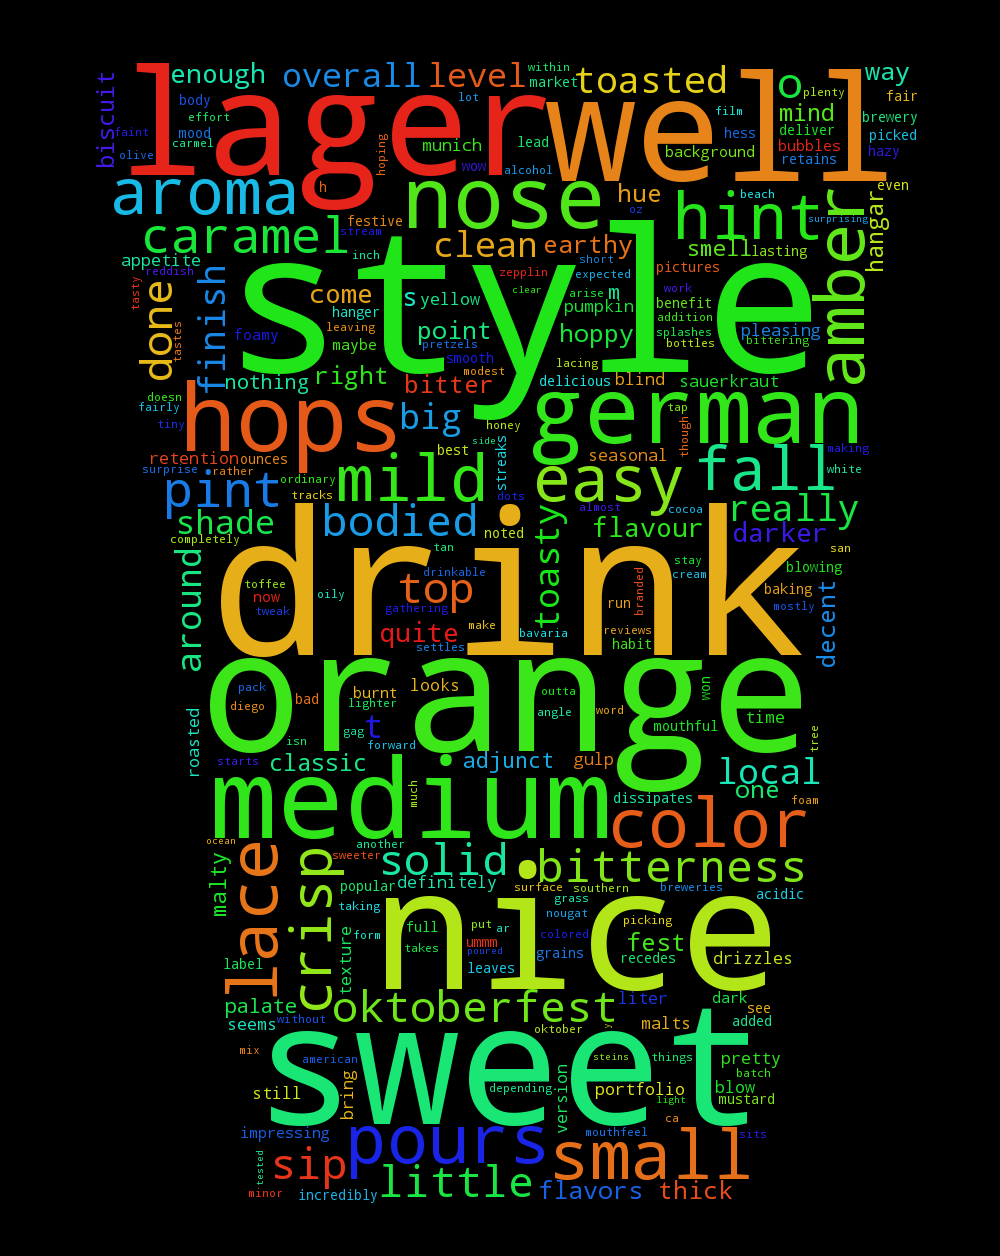 within
enough overall level market toasted o way
biscuit lager well plenty
body lot mind fair
effort film brewery
faint mood hoping deliver picked
carmel munich wow lead hess bubbles
olive alcohol background retains hazy
aroma h nose hue hint even
beach
festive surprising
caramel stream clean earthy smell lasting amber hangar
appetite inch short
reddish style zepplin expected pictures
tasty come s yellow clear arise m work
done finish hanger pumpkin benefit
leaving point addition
tastes foamy maybe pretzels hoppy splashes pleasing
smooth bottles bittering
nothing right bitter modest lacing
delicious blind sauerkraut
doesn hops big honey german
fairly tap
tiny side though
retention ounces best streaks seasonal fall making
surprise rather mild easy white
pint ordinary
tracks dots
shade bodied almost cocoa really
completely noted toasty flavour darker
tan san
around drink stay blowing
toffee oily top drinkable cream
now gathering run branded baking
tweak make mostly
quite bavaria reviews decent
settles habit
orange
pack burnt looks outta won
diego bad lighter angle word time
gag t mouthful
isn forward tree
roasted starts classic adjunct gulp local
medium much dissipates one foam
color
ocean another
malty lace crisp sweeter solid bitterness
popular definitely surface southern breweries acidic
taking grass
nice put nougat picking
form full ar colored fest
texture takes ummm poured grains recedes drizzles
label leaves
palate oktoberfest liter dark see
seems without oktober y malts added
mix sweet
american steins things pretty
still depending portfolio batch
bring version light blow mustard
ca
impressing pours mouthfeel sits
tested sip small
minor incredibly little flavors thick